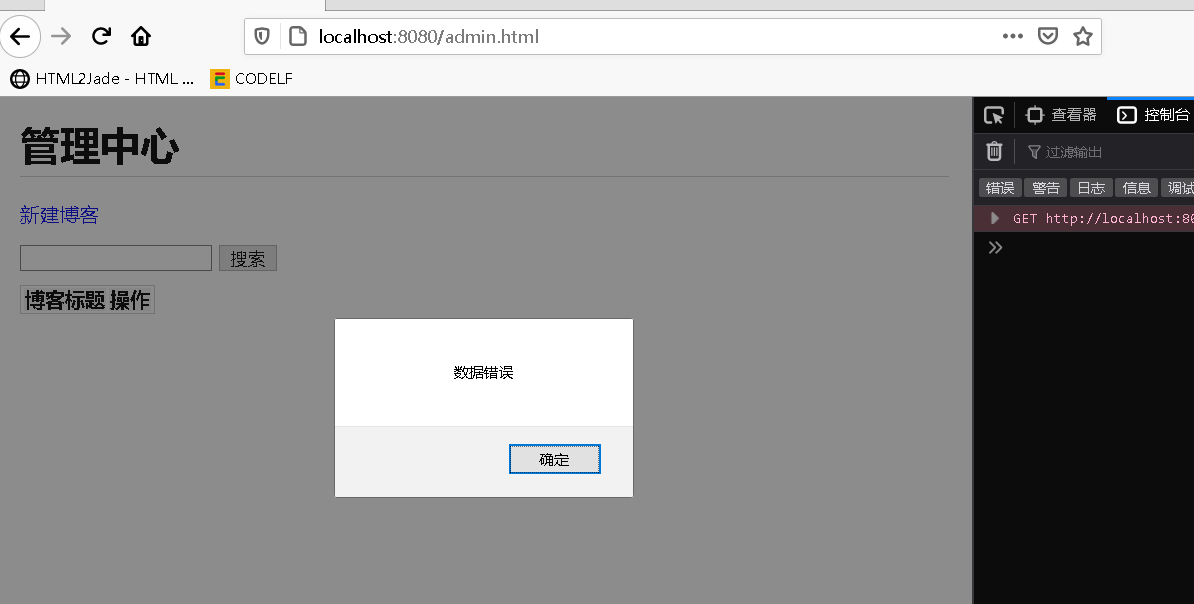 localhost:8080/admin.html
HTML2Jade - HTML ...
CODELF
管理中心
新建博客
搜索
博客标题 操作
数据错误
确定
查看器
控制台
过滤输出
错误
警告
日志
信息
调试
GET http://localhost:80